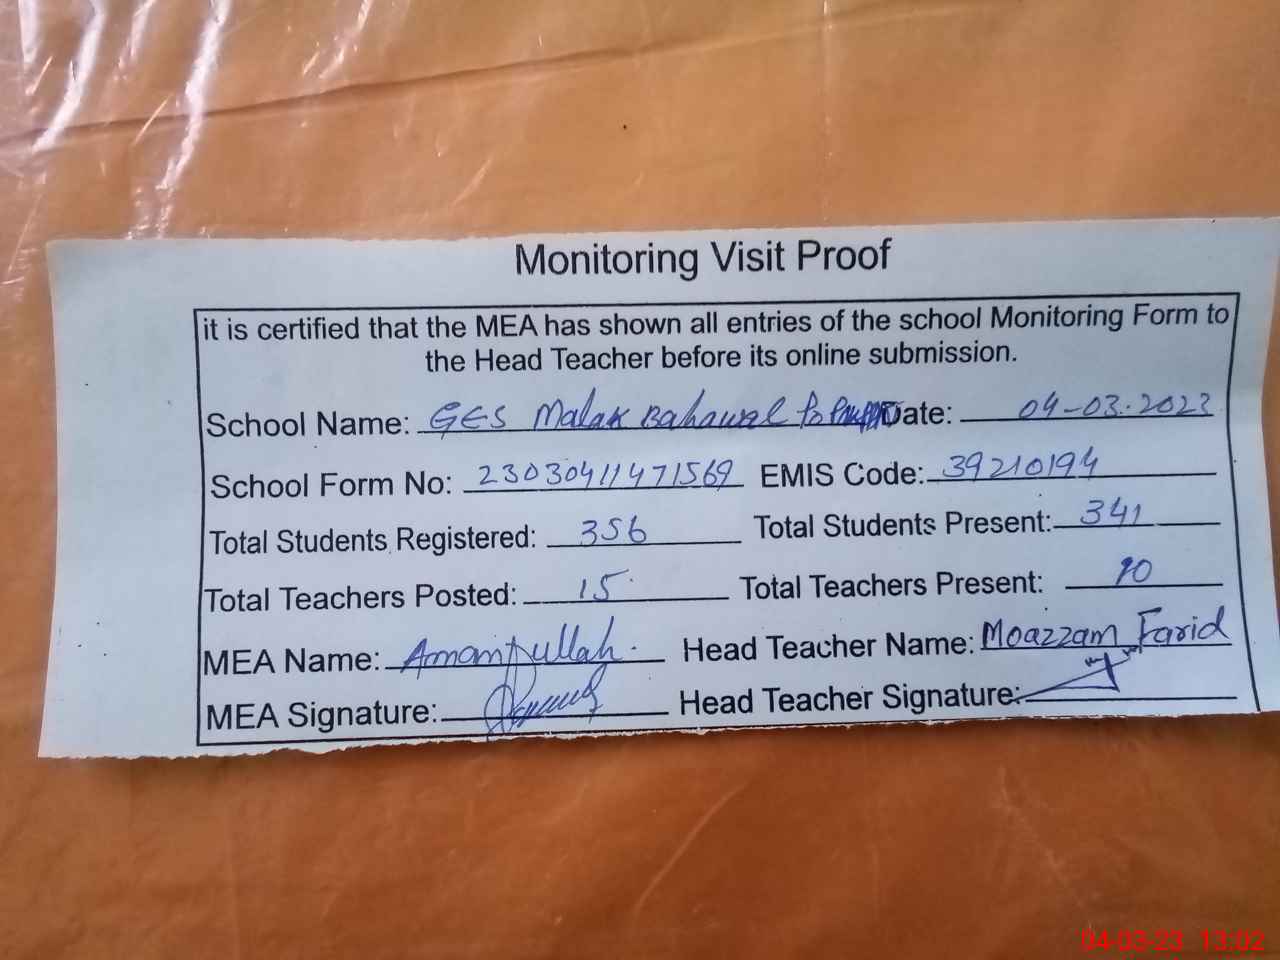 Monitoring Visit Proof
it is certified that the MEA has shown all entries of the school Monitoring Form to
the Head Teacher before its online submission.
School Name: GES Malak Bahawal Date: 04-03-2023
School Form No: 23030411471569 EMIS Code: 39210194
Total Students Registered: 356 Total Students Present: 341
Total Teachers Posted: 15 Total Teachers Present: 10
MEA Name: Amanullah. Head Teacher Name: Moazzam Farid
MEA Signature: Head Teacher Signature:
04-03-23 13:02